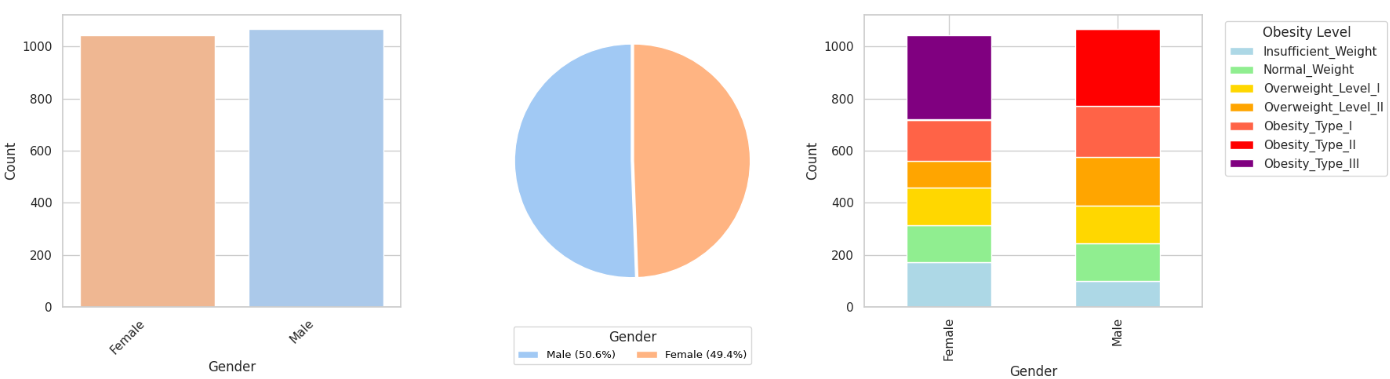 1000
800
600
400
200
0
Count
Female
Male
Gender
Gender
Male (50.6%)
Female (49.4%)
1000
800
600
400
200
0
Count
Female
Male
Gender
Obesity Level
Insufficient_Weight
Normal_Weight
Overweight_Level_I
Overweight_Level_II
Obesity_Type_I
Obesity_Type_II
Obesity_Type_III